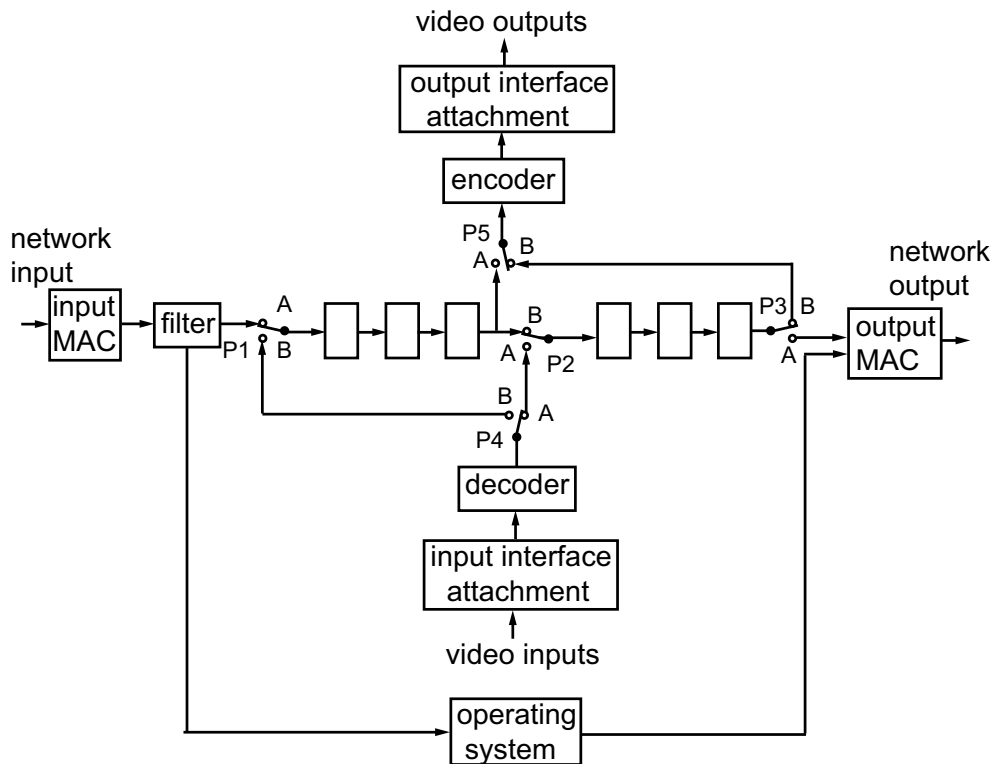 video outputs
output interface
attachment
encoder
P5
B
A
network
input
network
output
input
MAC
filter
A
P1
B
B
A
P2
P3
B
A
output
MAC
B
A
P4
decoder
input interface
attachment
video inputs
operating
system